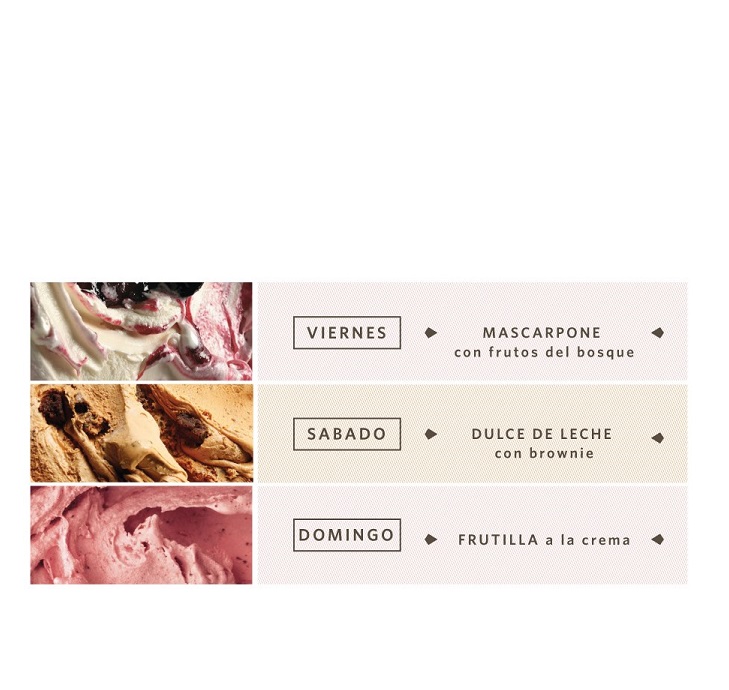 VIERNES
MASCARPONE
con frutos del bosque
SABADO
DULCE DE LECHE
con brownie
DOMINGO
FRUTILLA a la crema